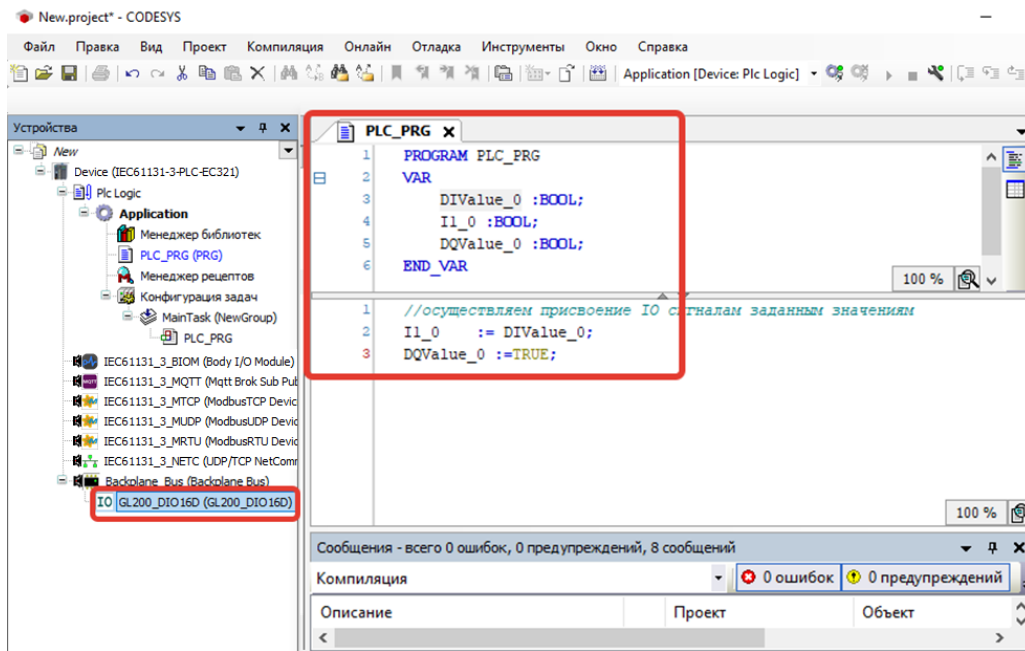 New.project* - CODESYS
Файл Правка Вид Проект Компиляция Онлайн Отладка Инструменты Окно Справка
Application [Device: Plc Logic]
Устройства
New
Device (IEC61131-3-PLC-EC321)
Plc Logic
Application
Менеджер библиотек
PLC_PRG (PRG)
Менеджер рецептов
Конфигурация задач
MainTask (NewGroup)
PLC_PRG
IEC61131_3_BIOM (Body I/O Module)
IEC61131_3_MQTT (Mqtt Brok Sub Pub
IEC61131_3_MTCP (ModbusTCP Devic
IEC61131_3_MUDP (ModbusUDP Devic
IEC61131_3_MRTU (ModbusRTU Devic
IEC61131_3_NETC (UDP/TCP NetComm
Backplane_Bus (Backplane Bus)
IO GL200_DIO16D (GL200_DIO16D)
PLC_PRG
1 PROGRAM PLC_PRG
2 VAR
3 DIValue_0 :BOOL;
4 I1_0 :BOOL;
5 DQValue_0 :BOOL;
6 END_VAR
100 %
1 //осуществляем присвоение IO сигналам заданным значениям
2 I1_0 := DIValue_0;
3 DQValue_0 :=TRUE;
100 %
Сообщения - всего 0 ошибок, 0 предупреждений, 8 сообщений
Компиляция 0 ошибок 0 предупреждений
Описание Проект Объект